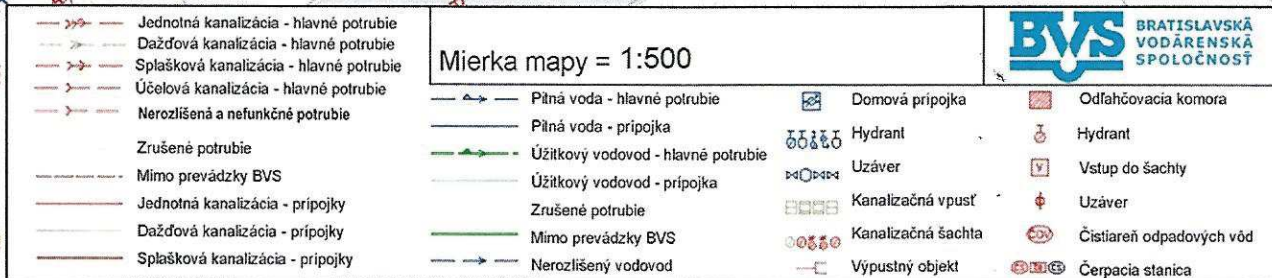 Jednotná kanalizácia - hlavné potrubie
Dažďová kanalizácia - hlavné potrubie
Splašková kanalizácia - hlavné potrubie
Účelová kanalizácia - hlavné potrubie
Nerozlíšená a nefunkčné potrubie
Zrušené potrubie
Mimo prevádzky BVS
Jednotná kanalizácia - prípojky
Dažďová kanalizácia - prípojky
Splašková kanalizácia - prípojky
Mierka mapy = 1:500
BVS
BRATISLAVSKÁ
VODÁRENSKÁ
SPOLOČNOSŤ
Pitná voda - hlavné potrubie
Pitná voda - prípojka
Úžitkový vodovod - hlavné potrubie
Úžitkový vodovod - prípojka
Zrušené potrubie
Mimo prevádzky BVS
Nerozlíšený vodovod
Domová prípojka
Hydrant
Uzáver
Kanalizačná vpusť
Kanalizačná šachta
Výpustný objekt
Odľahčovacia komora
Hydrant
V Vstup do šachty
Uzáver
ČOV Čistiareň odpadových vôd
Čerpacia stanica